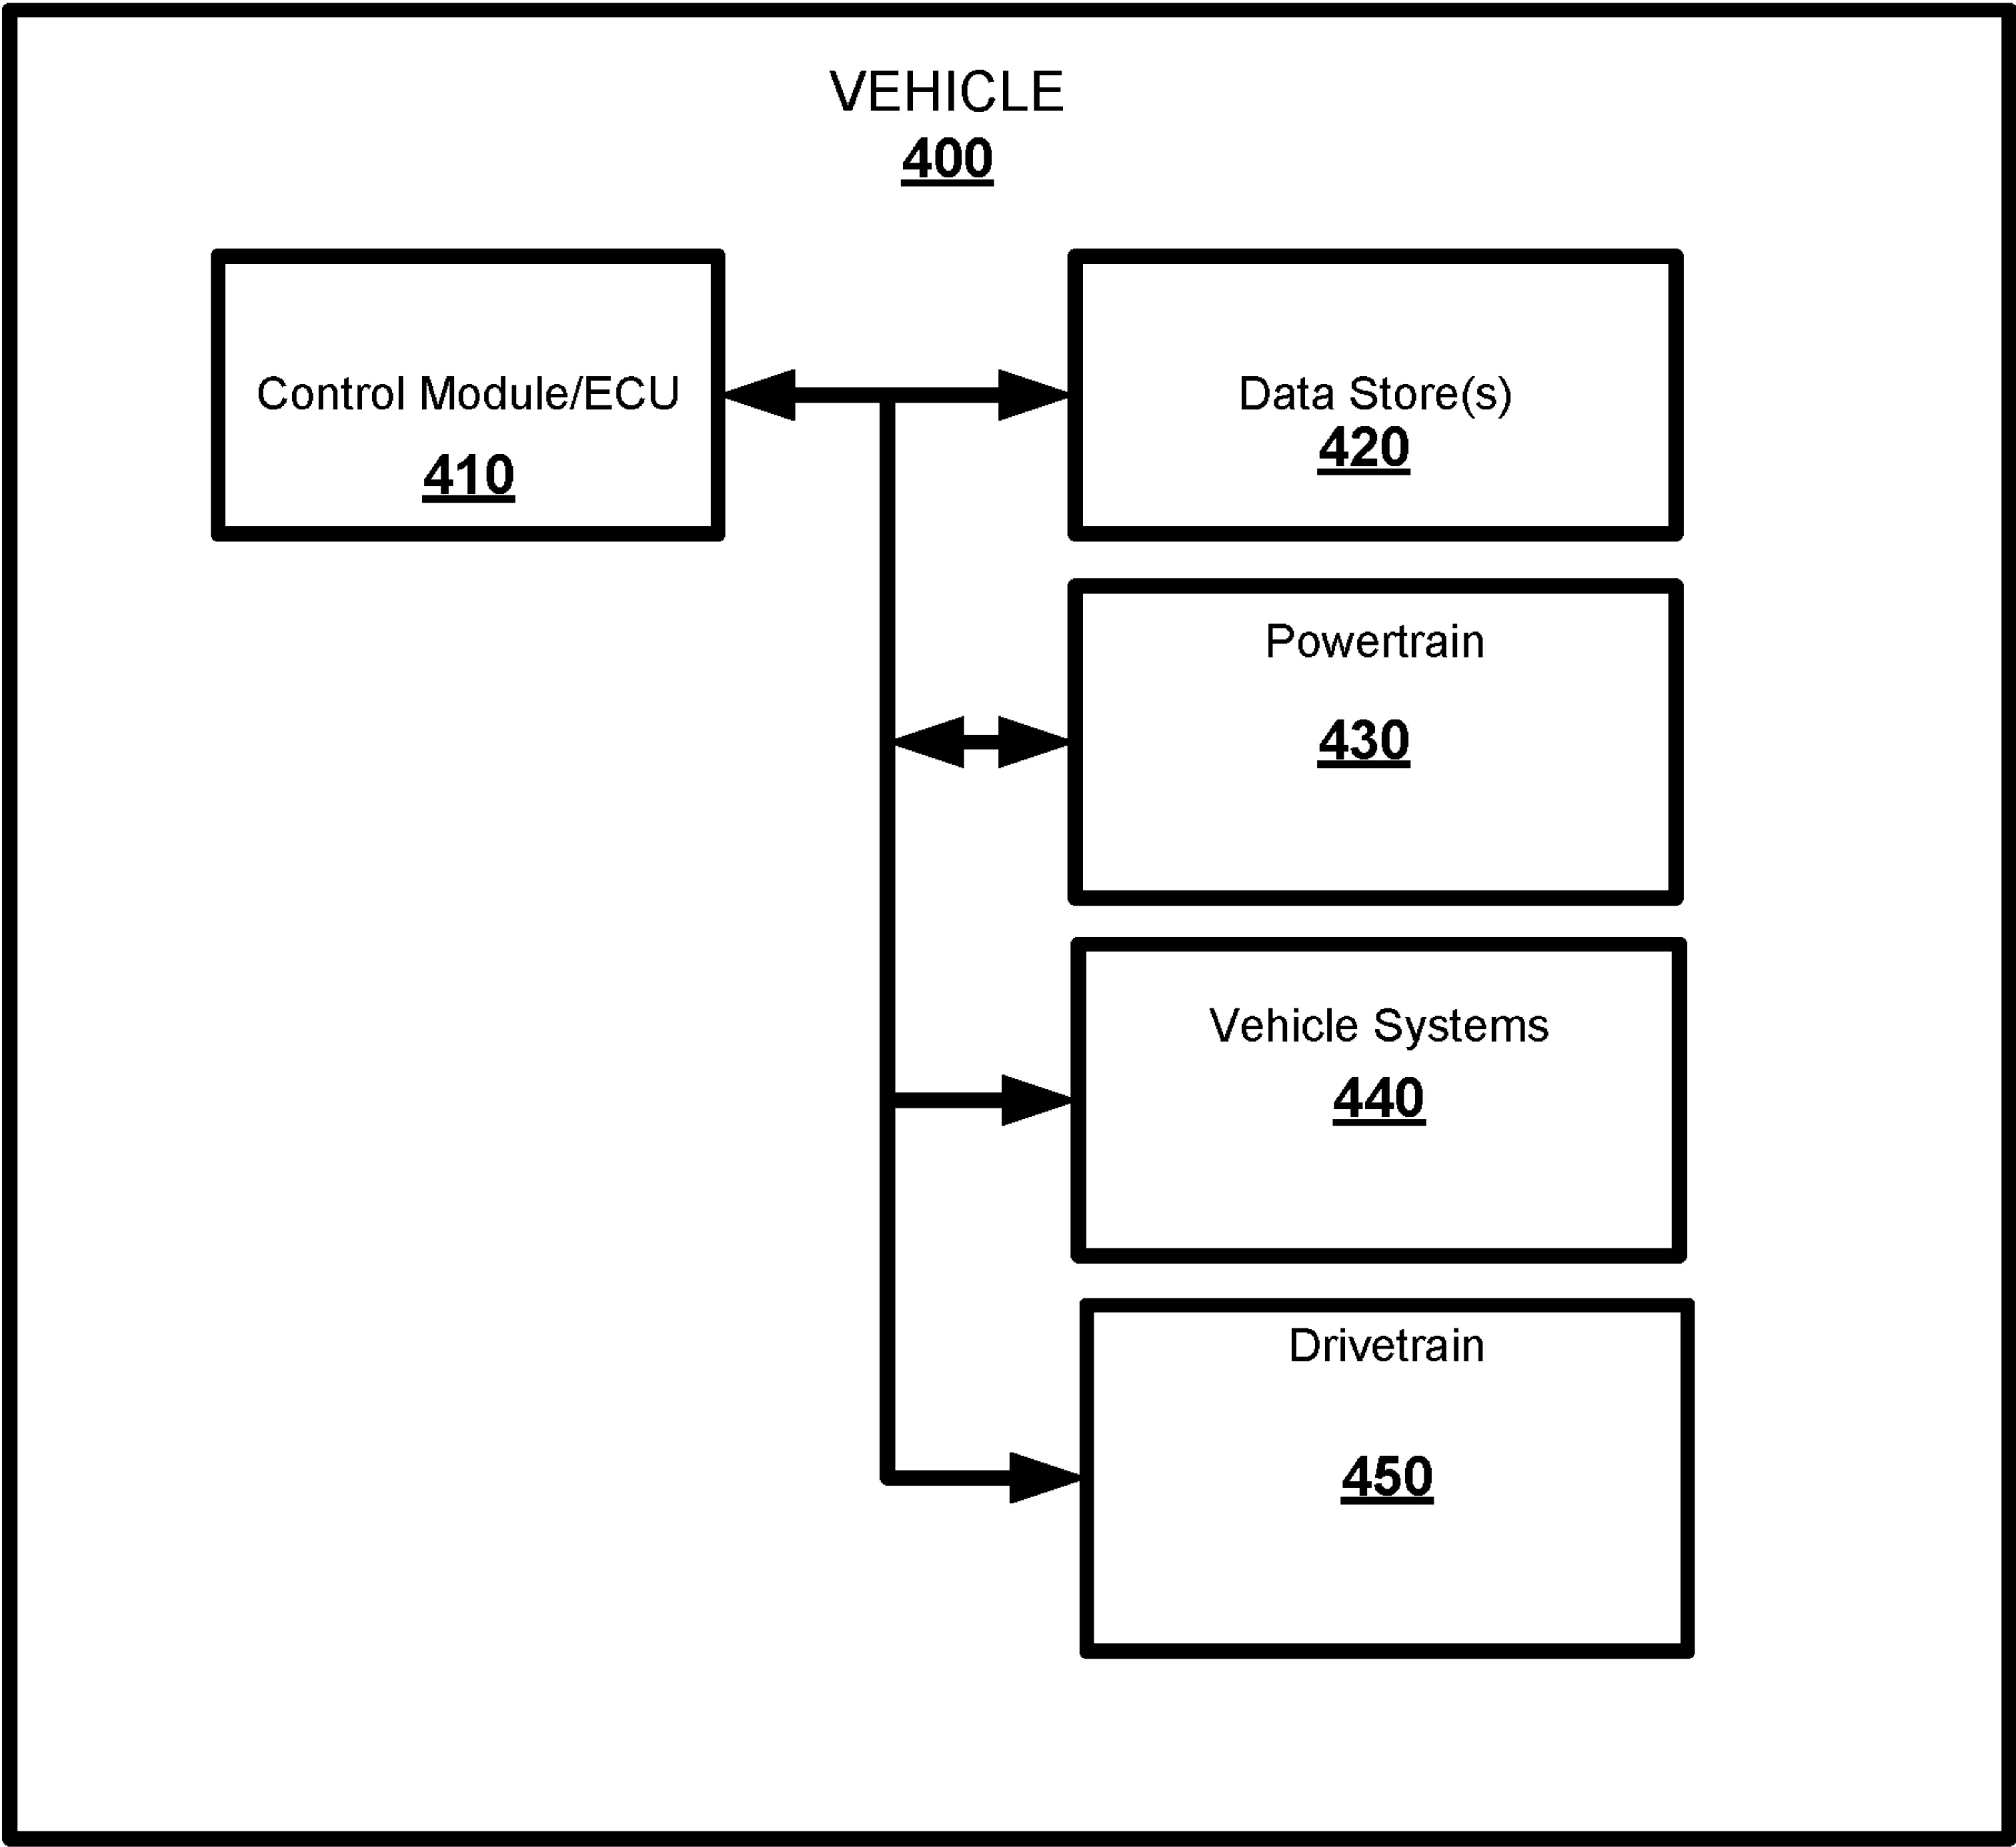 VEHICLE
400
Control Module/ECU
410
Data Store(s)
420
Powertrain
430
Vehicle Systems
440
Drivetrain
450